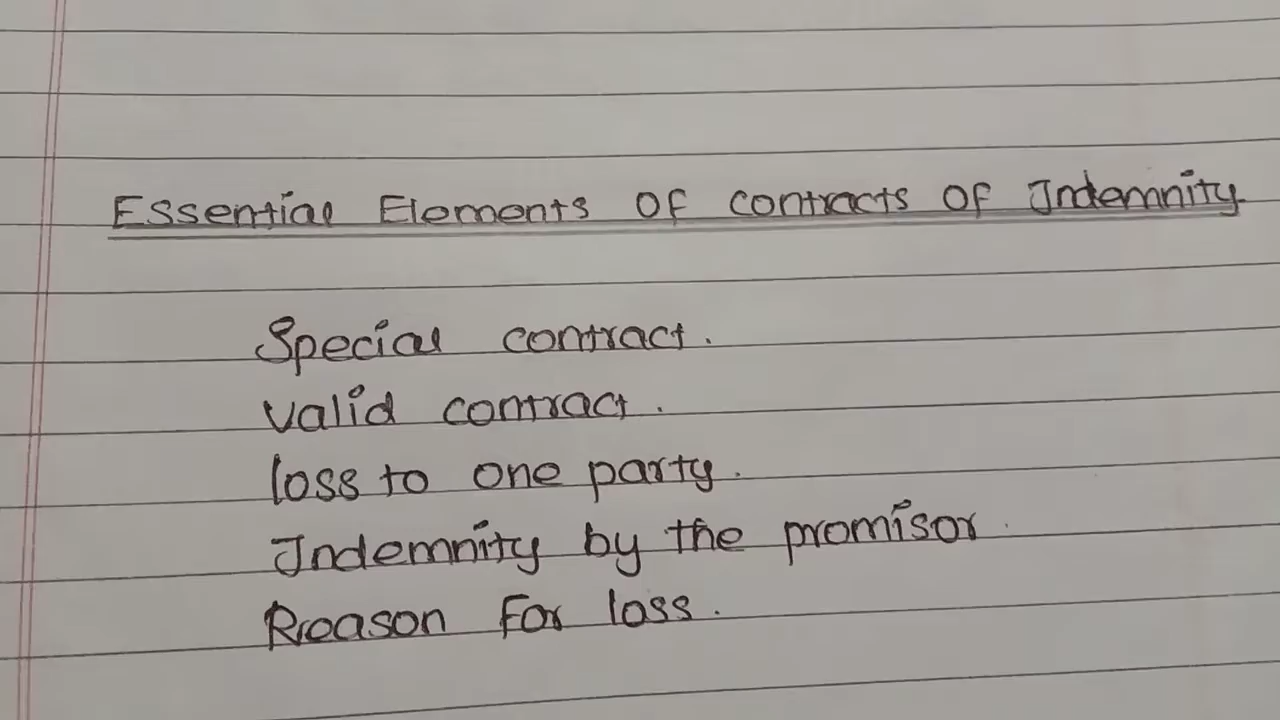 Essential Elements of contracts of Indemnity.
Special contract.
valid contract.
loss to one party.
Indemnity by the promisor.
Reason for loss.